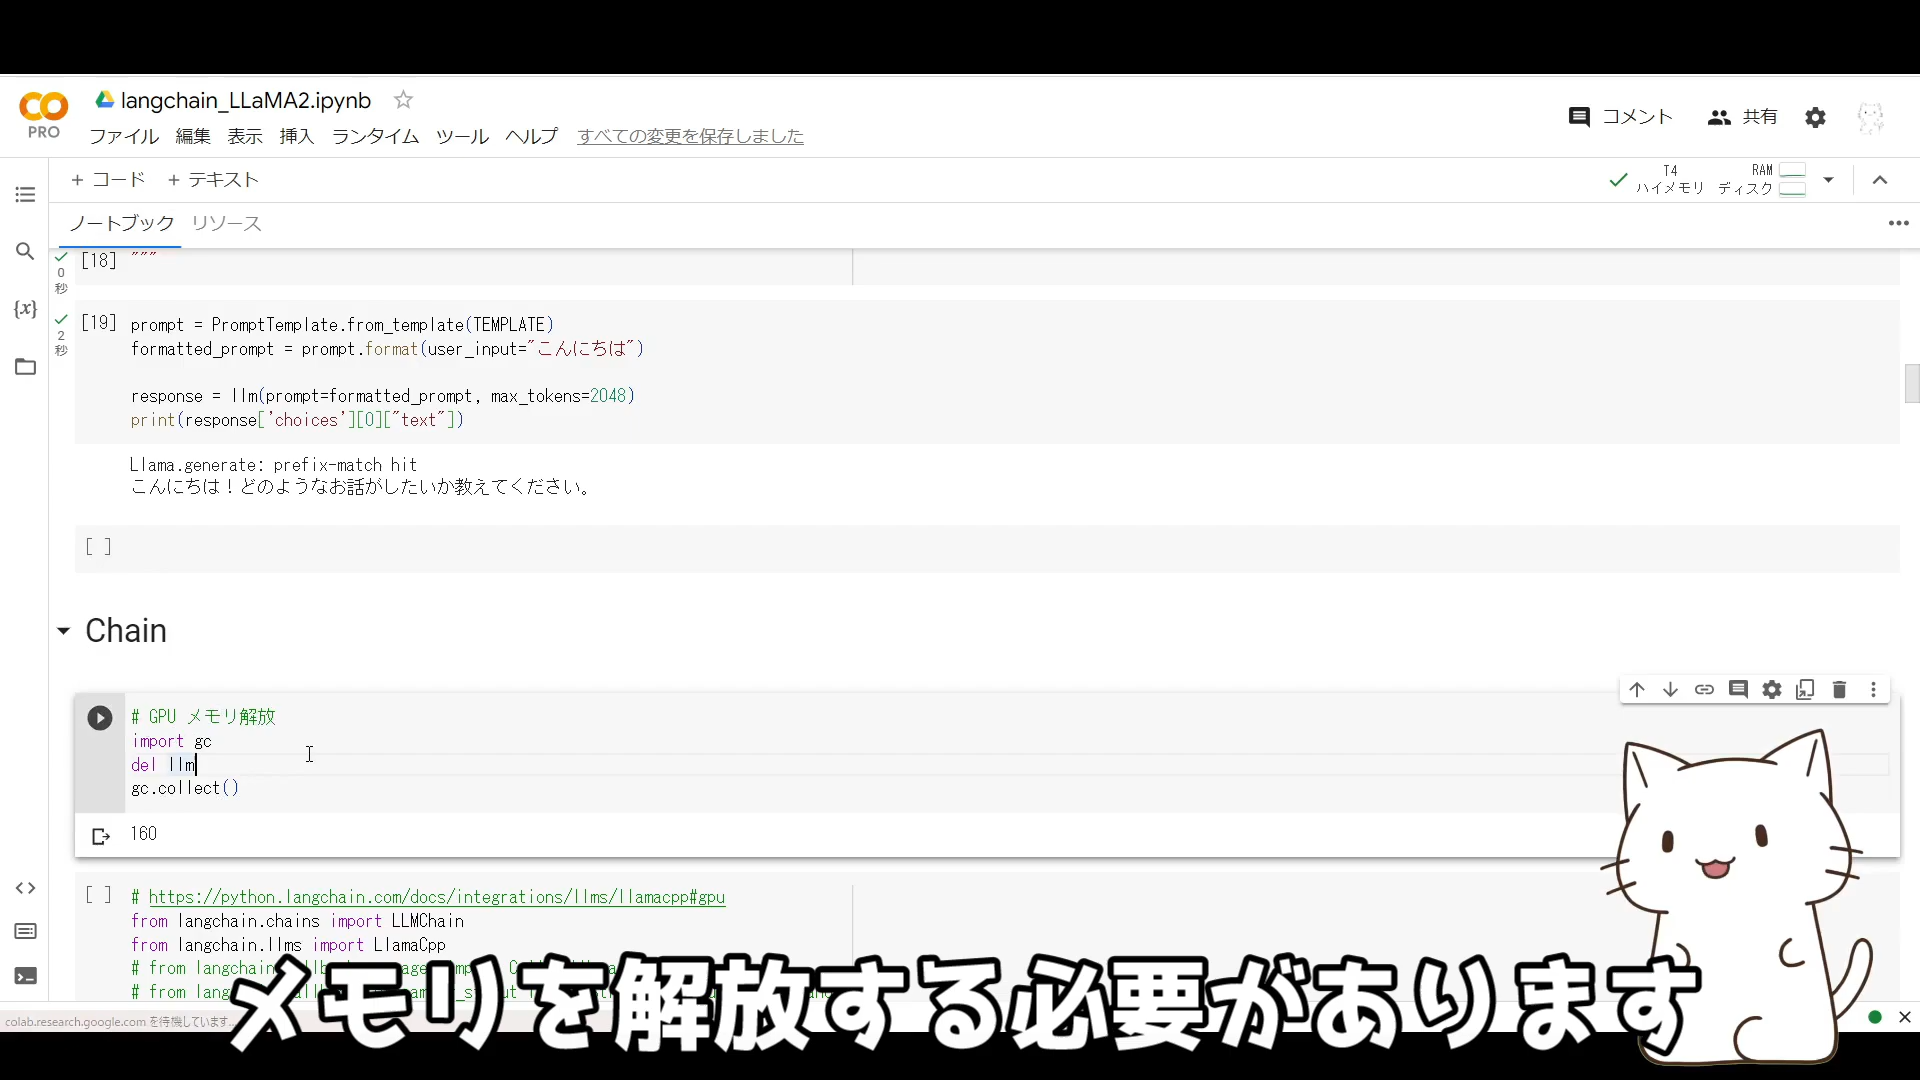 langchain_LLaMA2.ipynb
PRO
ファイル 編集 表示 挿入 ランタイム ツール ヘルプ すべての変更を保存しました
コメント 共有
+ コード + テキスト
T4 ハイメモリ
RAM ディスク
ノートブック リソース
0 秒
[18] """
2 秒
[19] prompt = PromptTemplate.from_template(TEMPLATE)
formatted_prompt = prompt.format(user_input="こんにちは")
response = llm(prompt=formatted_prompt, max_tokens=2048)
print(response['choices'][0]["text"])
Llama.generate: prefix-match hit
こんにちは！どのようなお話がしたいか教えてください。
[ ]
Chain
# GPU メモリ解放
import gc
del llm
gc.collect()
160
[ ] # https://python.langchain.com/docs/integrations/llms/llamacpp#gpu
from langchain.chains import LLMChain
from langchain.llms import LlamaCpp
# from langchain
# from lang
メモリを解放する必要があります
colab.research.google.com を待機しています...